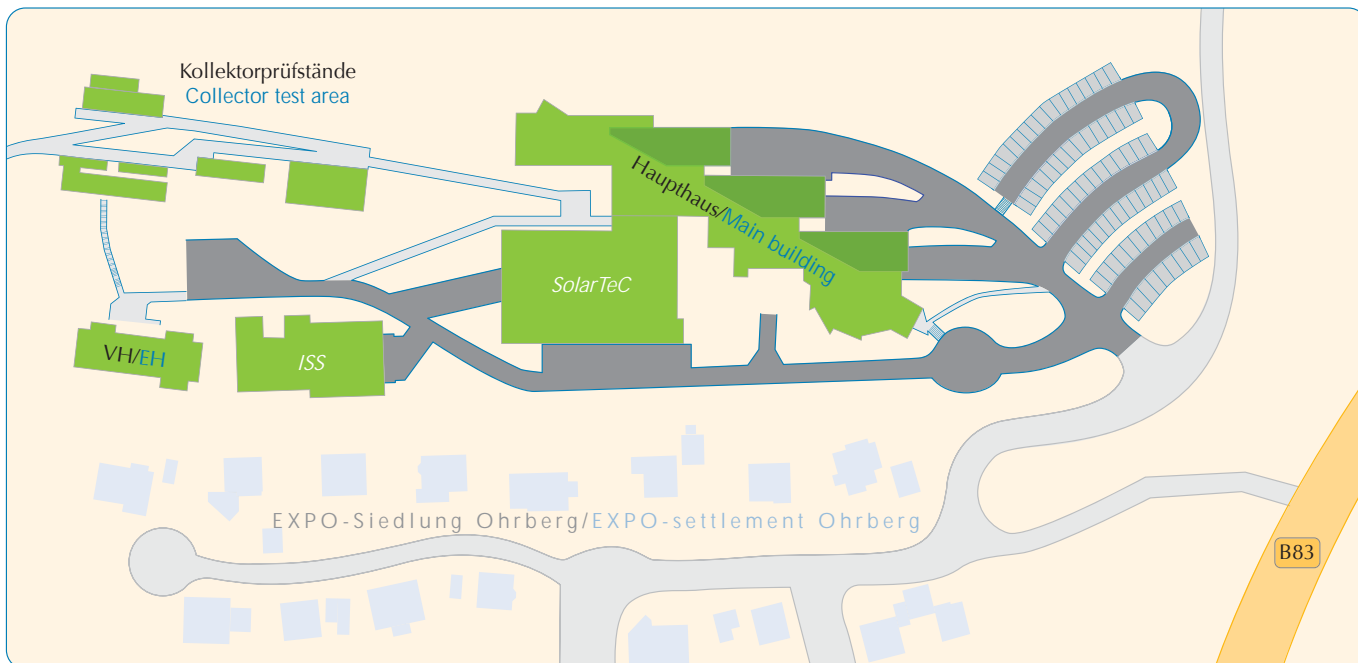 Kollektorprüfstände
Collector test area
Haupthaus/Main building
SolarTeC
VH/EH
ISS
EXPO-Siedlung Ohrberg/EXPO-settlement Ohrberg
B83